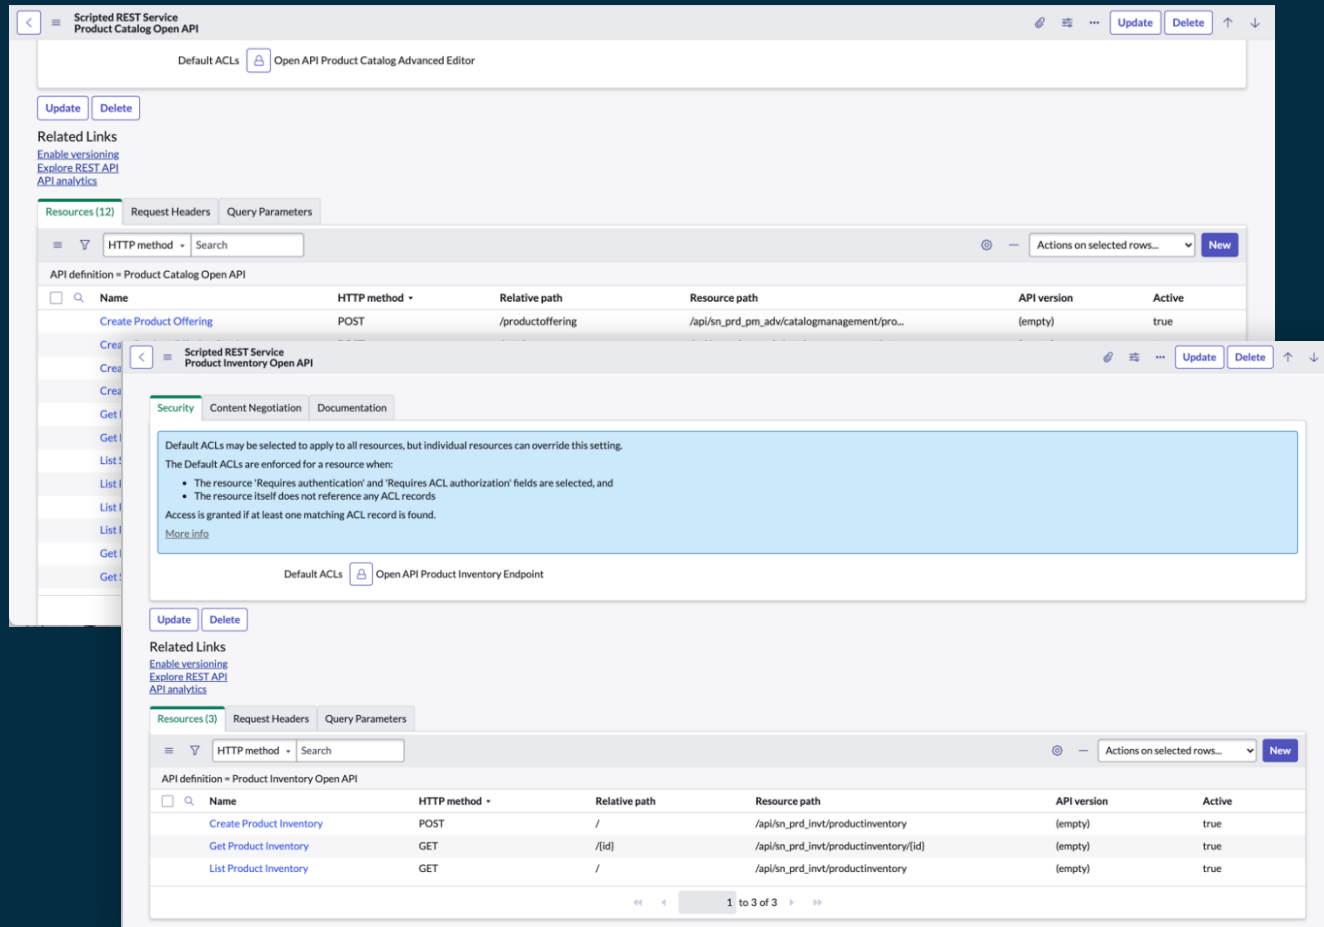 Scripted REST Service
Product Catalog Open API
Update Delete
Default ACLs Open API Product Catalog Advanced Editor
Update Delete
Related Links
Enable versioning
Explore REST API
API analytics
Resources (12) Request Headers Query Parameters
HTTP method Search Actions on selected rows... New
API definition = Product Catalog Open API
Name HTTP method Relative path Resource path API version Active
Create Product Offering POST /productoffering /api/sn_prd_pm_adv/catalogmanagement/pro... (empty) true
Crea
Crea
Crea
Get
Get
List
List
List
List
Get
Get
Scripted REST Service
Product Inventory Open API
Update Delete
Security Content Negotiation Documentation
Default ACLs may be selected to apply to all resources, but individual resources can override this setting.
The Default ACLs are enforced for a resource when:
• The resource 'Requires authentication' and 'Requires ACL authorization' fields are selected, and
• The resource itself does not reference any ACL records
Access is granted if at least one matching ACL record is found.
More info
Default ACLs Open API Product Inventory Endpoint
Update Delete
Related Links
Enable versioning
Explore REST API
API analytics
Resources (3) Request Headers Query Parameters
HTTP method Search Actions on selected rows... New
API definition = Product Inventory Open API
Name HTTP method Relative path Resource path API version Active
Create Product Inventory POST / /api/sn_prd_invt/productinventory (empty) true
Get Product Inventory GET /{id} /api/sn_prd_invt/productinventory/{id} (empty) true
List Product Inventory GET / /api/sn_prd_invt/productinventory (empty) true
1 to 3 of 3